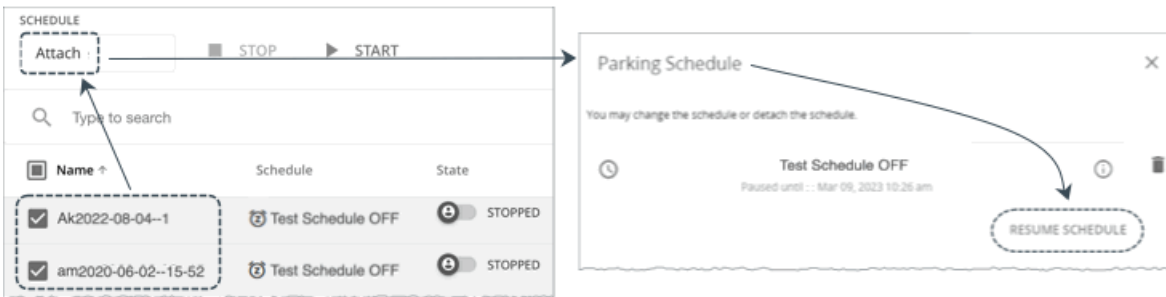 SCHEDULE
Attach
STOP
START
Type to search
Name ↑ Schedule State
Ak2022-08-04--1 Test Schedule OFF STOPPED
am2020-06-02--15-52 Test Schedule OFF STOPPED
Parking Schedule
You may change the schedule or detach the schedule.
Test Schedule OFF
Paused until : : Mar 09, 2023 10:26 am
RESUME SCHEDULE